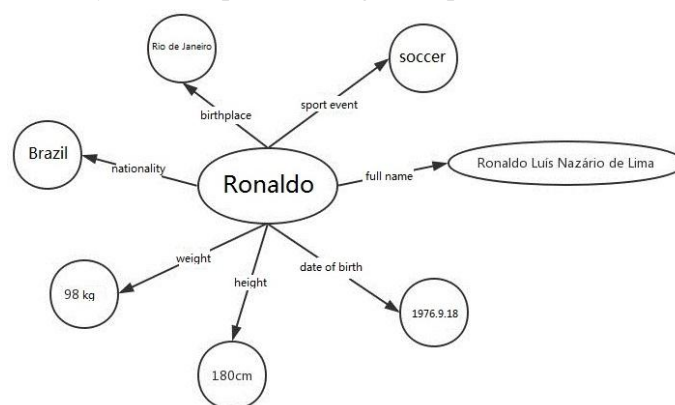 Rio de Janeiro
soccer
birthplace
sport event
Brazil
nationality
Ronaldo
full name
Ronaldo Luís Nazário de Lima
weight
height
date of birth
98 kg
180cm
1976.9.18